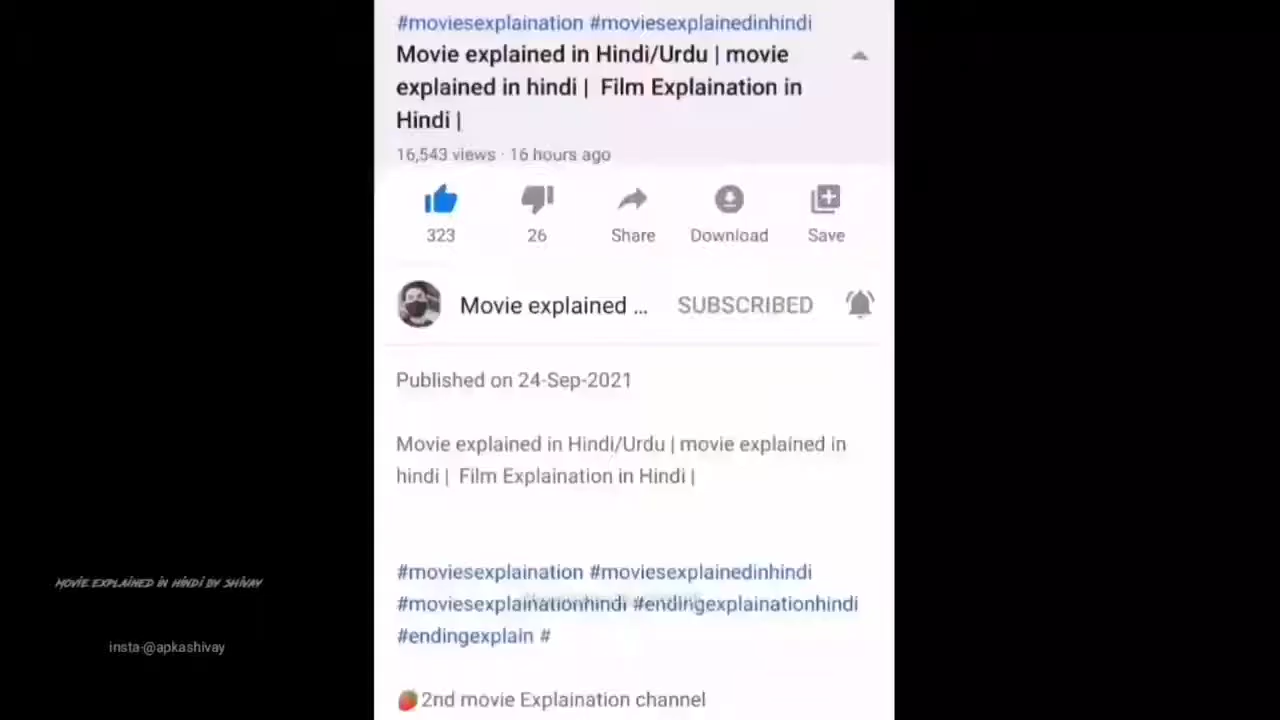 #moviesexplaination #moviesexplainedinhindi
Movie explained in Hindi/Urdu | movie
explained in hindi | Film Explaination in
Hindi |
16,543 views · 16 hours ago
323
26
Share
Download
Save
Movie explained ...
SUBSCRIBED
Published on 24-Sep-2021
Movie explained in Hindi/Urdu | movie explained in
hindi | Film Explaination in Hindi |
#moviesexplaination #moviesexplainedinhindi
#moviesexplainationhindi #endingexplainationhindi
#endingexplain #
2nd movie Explaination channel
MOVIE EXPLAINED IN HINDI BY SHIVAY
insta-@apkashivay